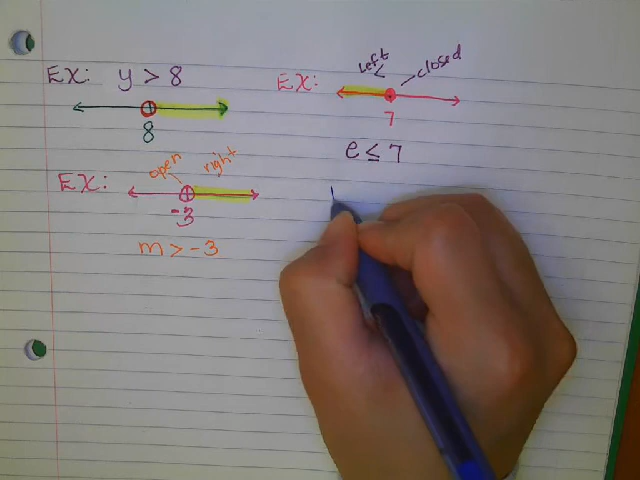 EX: y > 8
8
EX:
open right
-3
m > -3
EX:
left closed
<
7
e ≤ 7